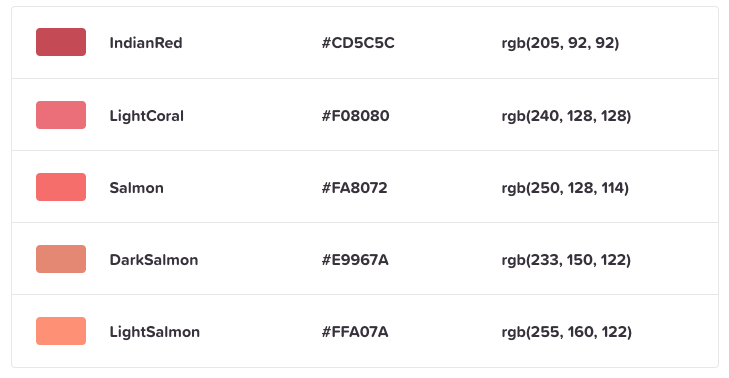 IndianRed #CD5C5C rgb(205, 92, 92)
LightCoral #F08080 rgb(240, 128, 128)
Salmon #FA8072 rgb(250, 128, 114)
DarkSalmon #E9967A rgb(233, 150, 122)
LightSalmon #FFA07A rgb(255, 160, 122)